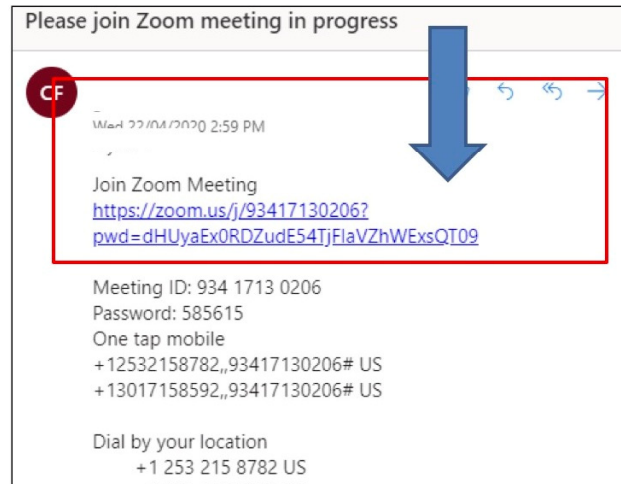 Please join Zoom meeting in progress
CF
Wed 22/04/2020 2:59 PM
Join Zoom Meeting
https://zoom.us/j/93417130206?
pwd=dHUyaEx0RDZudE54TjFlaVZhWExsQT09
Meeting ID: 934 1713 0206
Password: 585615
One tap mobile
+12532158782,,93417130206# US
+13017158592,,93417130206# US
Dial by your location
+1 253 215 8782 US